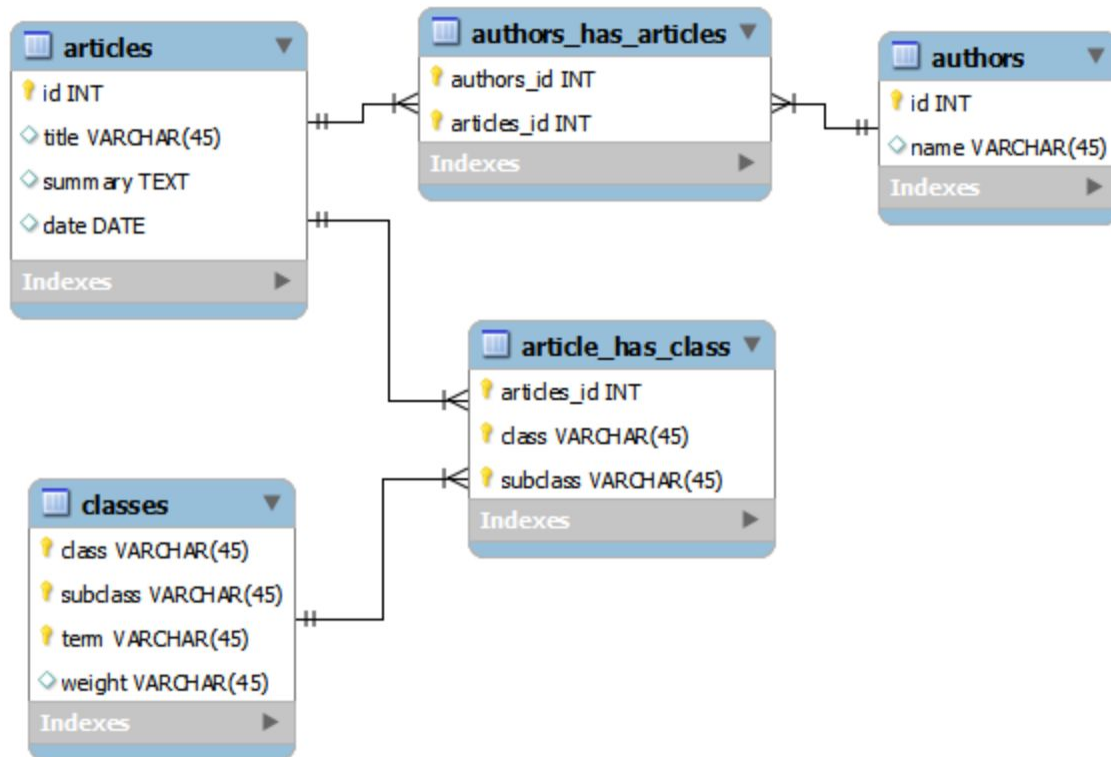 articles
id INT
title VARCHAR(45)
summary TEXT
date DATE
Indexes
authors_has_articles
authors_id INT
articles_id INT
Indexes
authors
id INT
name VARCHAR(45)
Indexes
article_has_class
articles_id INT
class VARCHAR(45)
subclass VARCHAR(45)
Indexes
classes
class VARCHAR(45)
subclass VARCHAR(45)
term VARCHAR(45)
weight VARCHAR(45)
Indexes